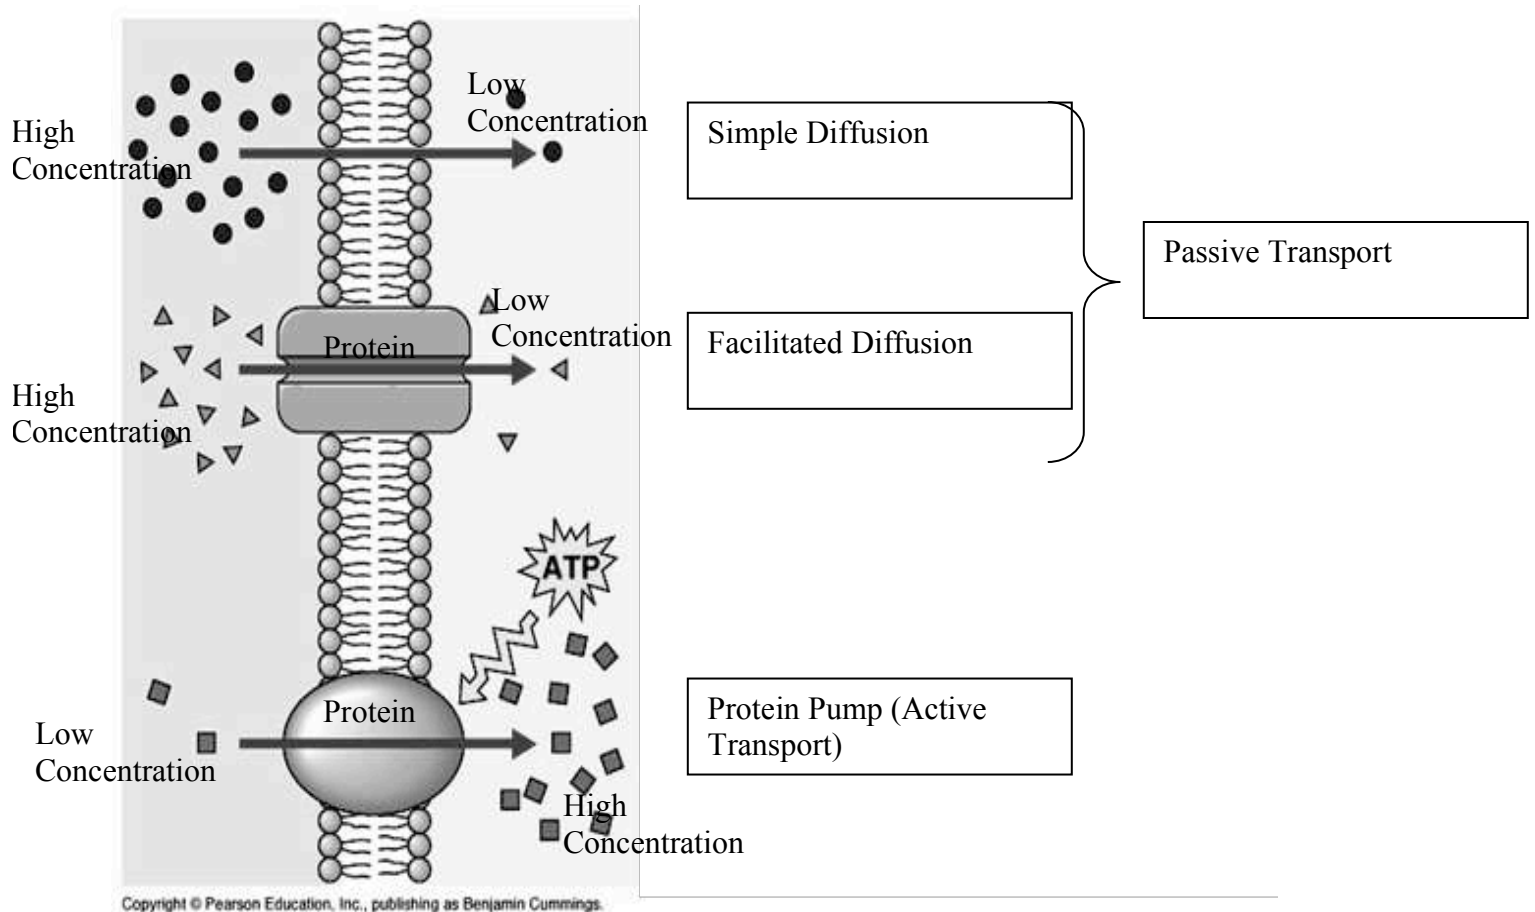 Low
Concentration
High
Concentration
Simple Diffusion
Passive Transport
Low
Concentration
Protein
Facilitated Diffusion
High
Concentration
ATP
Protein
Protein Pump (Active
Transport)
Low
Concentration
High
Concentration
Copyright © Pearson Education, Inc., publishing as Benjamin Cummings.